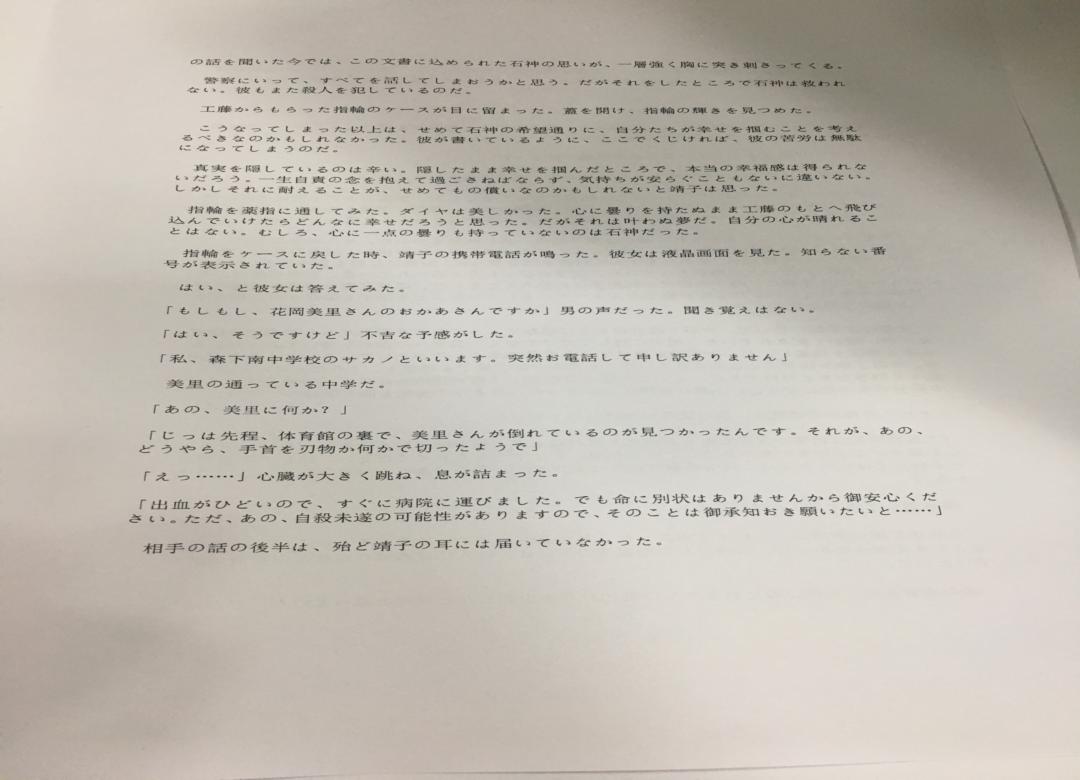 の話を聞いた今では、この文書に込められた石神の思いが、一層強く胸に突き刺さってくる。
警察にいって、すべてを話してしまおうかと思う。だがそれをしたところで石神は救われ
ない。彼もまた殺人を犯しているのだ。
工藤からもらった指輪のケースが目に留まった。蓋を開け、指輪の輝きを見つめた。
こうなってしまった以上は、せめて石神の希望通りに、自分たちが幸せを掴むことを考え
るべきなのかもしれなかった。彼が書いているように、ここでくじければ、彼の苦労は無駄
になってしまうのだ。
真実を隠しているのは辛い。隠したまま幸せを掴んだところで、本当の幸福感は得られな
いだろう。一生自責の念を抱えて過ごさねばならず、気持ちが安らぐこともないに違いない。
しかしそれに耐えることが、せめてもの償いなのかもしれないと靖子は思った。
指輪を薬指に通してみた。ダイヤは美しかった。心に曇りを持たぬまま工藤のもとへ飛び
込んでいけたらどんなに幸せだろうと思った。だがそれは叶わぬ夢だ。自分の心が晴れるこ
とはない。むしろ、心に一点の曇りも持っていないのは石神だった。
指輪をケースに戻した時、靖子の携帯電話が鳴った。彼女は液晶画面を見た。知らない番
号が表示されていた。
はい、と彼女は答えてみた。
「もしもし、花岡美里さんのおかあさんですか」男の声だった。聞き覚えはない。
「はい、そうですけど」不吉な予感がした。
「私、森下南中学校のサカノといいます。突然お電話して申し訳ありません」
美里の通っている中学だ。
「あの、美里に何か？」
「じつは先程、体育館の裏で、美里さんが倒れているのが見つかったんです。それが、あの、
どうやら、手首を刃物か何かで切ったようで」
「えっ……」心臓が大きく跳ね、息が詰まった。
「出血がひどいので、すぐに病院に運びました。でも命に別状はありませんから御安心くだ
さい。ただ、あの、自殺未遂の可能性がありますので、そのことは御承知おき願いたいと……」
相手の話の後半は、殆ど靖子の耳には届いていなかった。